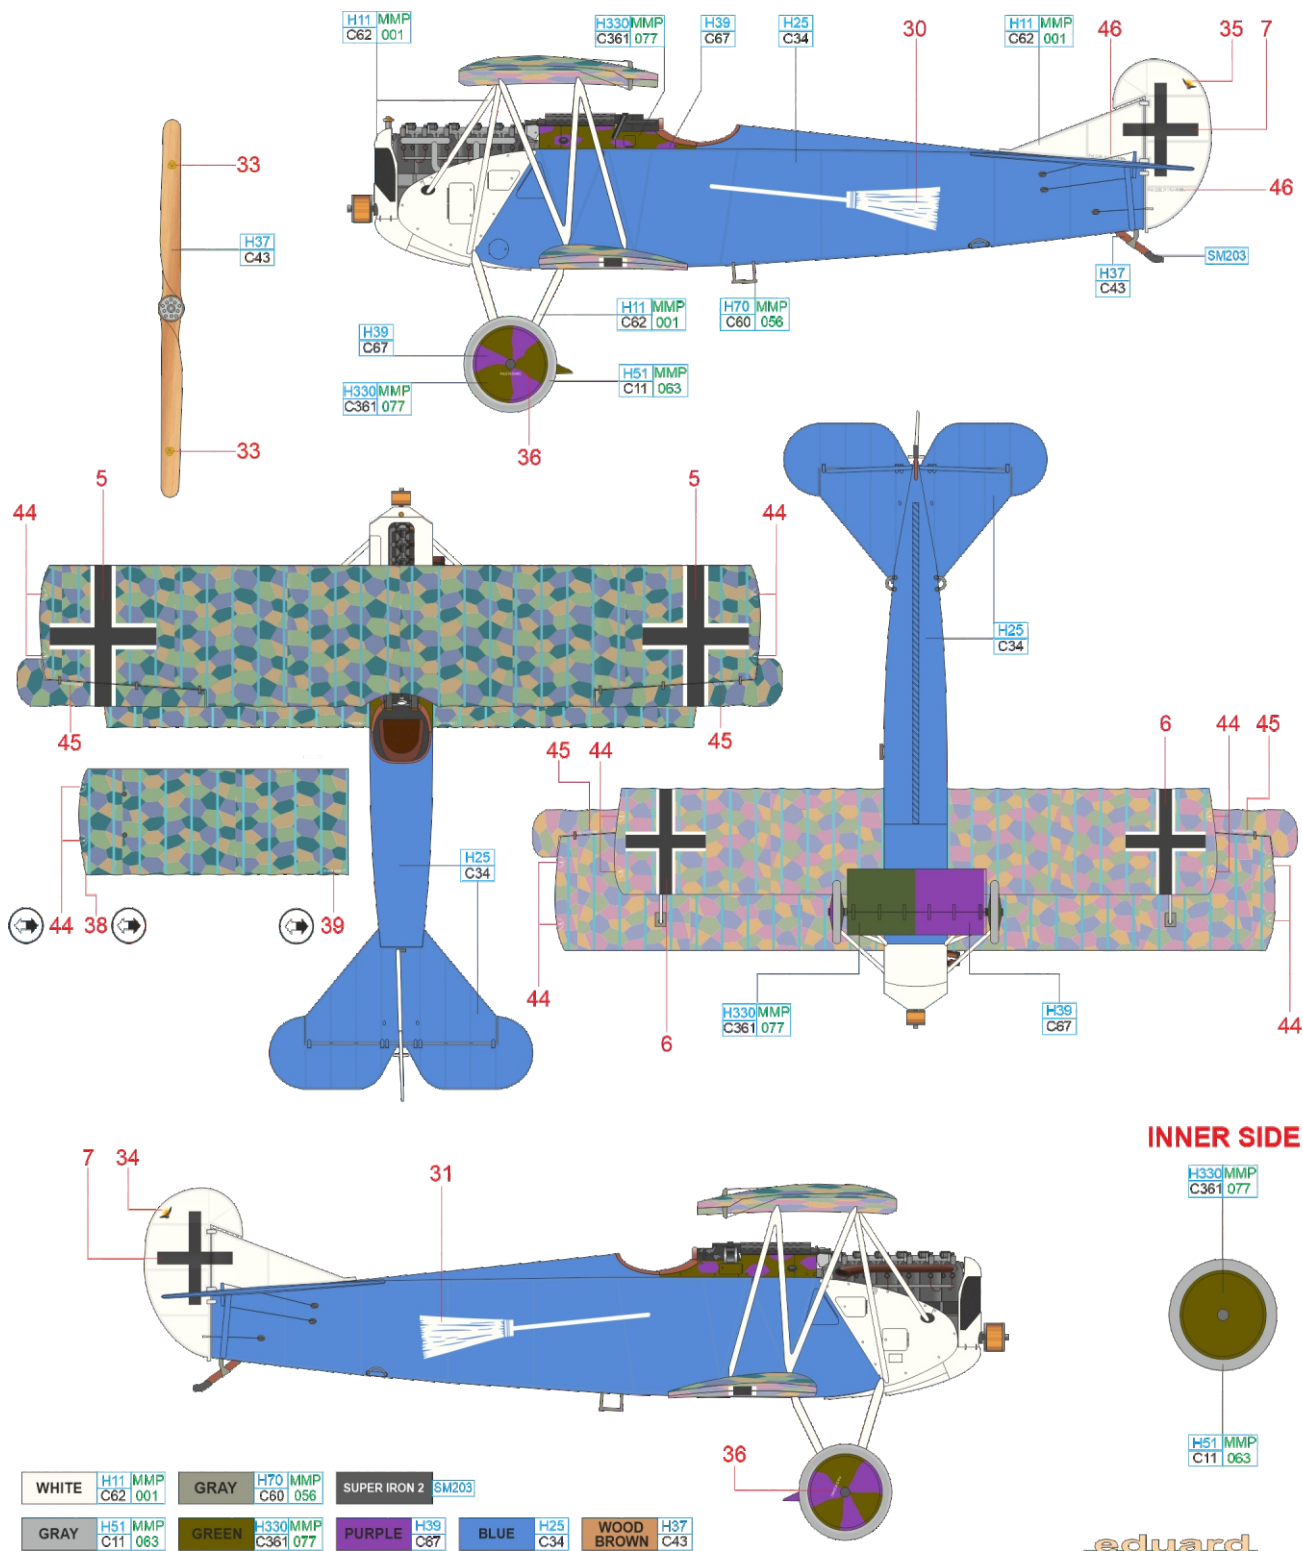 H11 MMP
C62 001
H330 MMP
C361 077
H39
C67
H25
C34
30
H11 MMP
C62 001
46
35
7
33
H37
C43
33
46
H37
C43
SM203
H11 MMP
C62 001
H70 MMP
C60 056
H39
C67
H330 MMP
C361 077
H51 MMP
C11 063
36
5
5
44
44
45
45
H25
C34
6
44
45
45
44
44
38
39
H25
C34
44
H330 MMP
C361 077
6
H39
C67
44
INNER SIDE
H330 MMP
C361 077
7
34
31
H51 MMP
C11 063
36
WHITE H11 MMP
C62 001
GRAY H70 MMP
C60 056
SUPER IRON 2 SM203
GRAY H51 MMP
C11 063
GREEN H330 MMP
C361 077
PURPLE H39
C67
BLUE H25
C34
WOOD
BROWN H37
C43
eduard